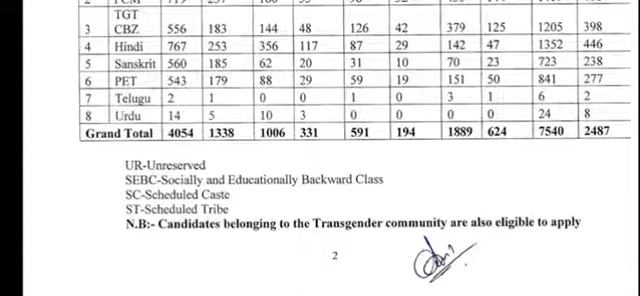 TGT
3 CBZ 556 183 144 48 126 42 379 125 1205 398
4 Hindi 767 253 356 117 87 29 142 47 1352 446
5 Sanskrit 560 185 62 20 31 10 70 23 723 238
6 PET 543 179 88 29 59 19 151 50 841 277
7 Telugu 2 1 0 0 1 0 3 1 6 2
8 Urdu 14 5 10 3 0 0 0 0 24 8
Grand Total 4054 1338 1006 331 591 194 1889 624 7540 2487
UR-Unreserved
SEBC-Socially and Educationally Backward Class
SC-Scheduled Caste
ST-Scheduled Tribe
N.B:- Candidates belonging to the Transgender community are also eligible to apply
2